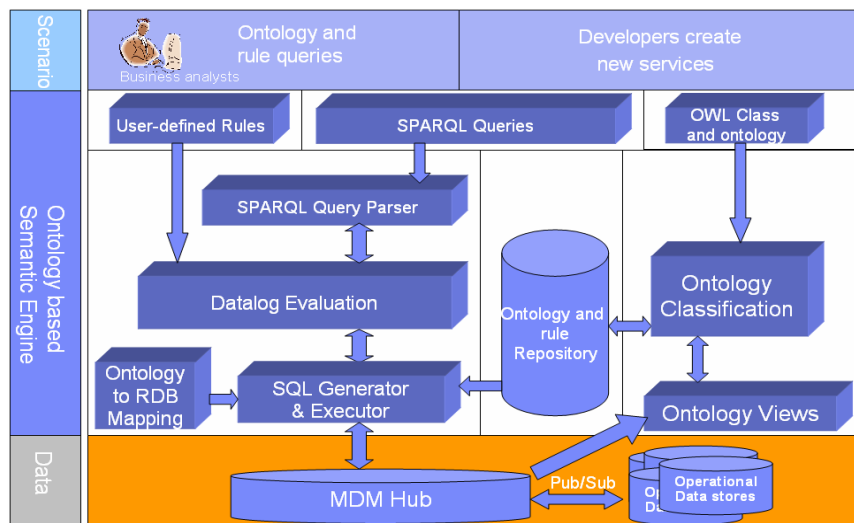 Scenario
Ontology and
rule queries
Business analysts
Developers create
new services
Ontology based
Semantic Engine
User-defined Rules
SPARQL Queries
OWL Class
and ontology
SPARQL Query Parser
Datalog Evaluation
Ontology and
rule
Repository
Ontology
Classification
Ontology
to RDB
Mapping
SQL Generator
& Executor
Ontology Views
Data
MDM Hub
Pub/Sub
Operational
Data stores